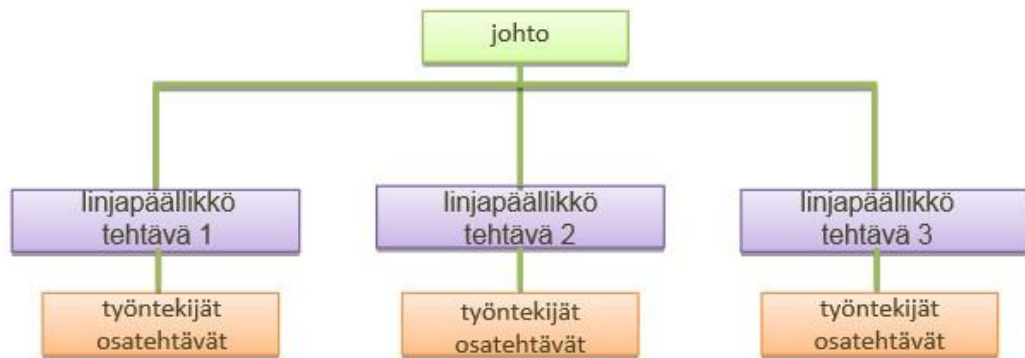 johto
linjapäällikkö
tehtävä 1
linjapäällikkö
tehtävä 2
linjapäällikkö
tehtävä 3
työntekijät
osatehtävät
työntekijät
osatehtävät
työntekijät
osatehtävät